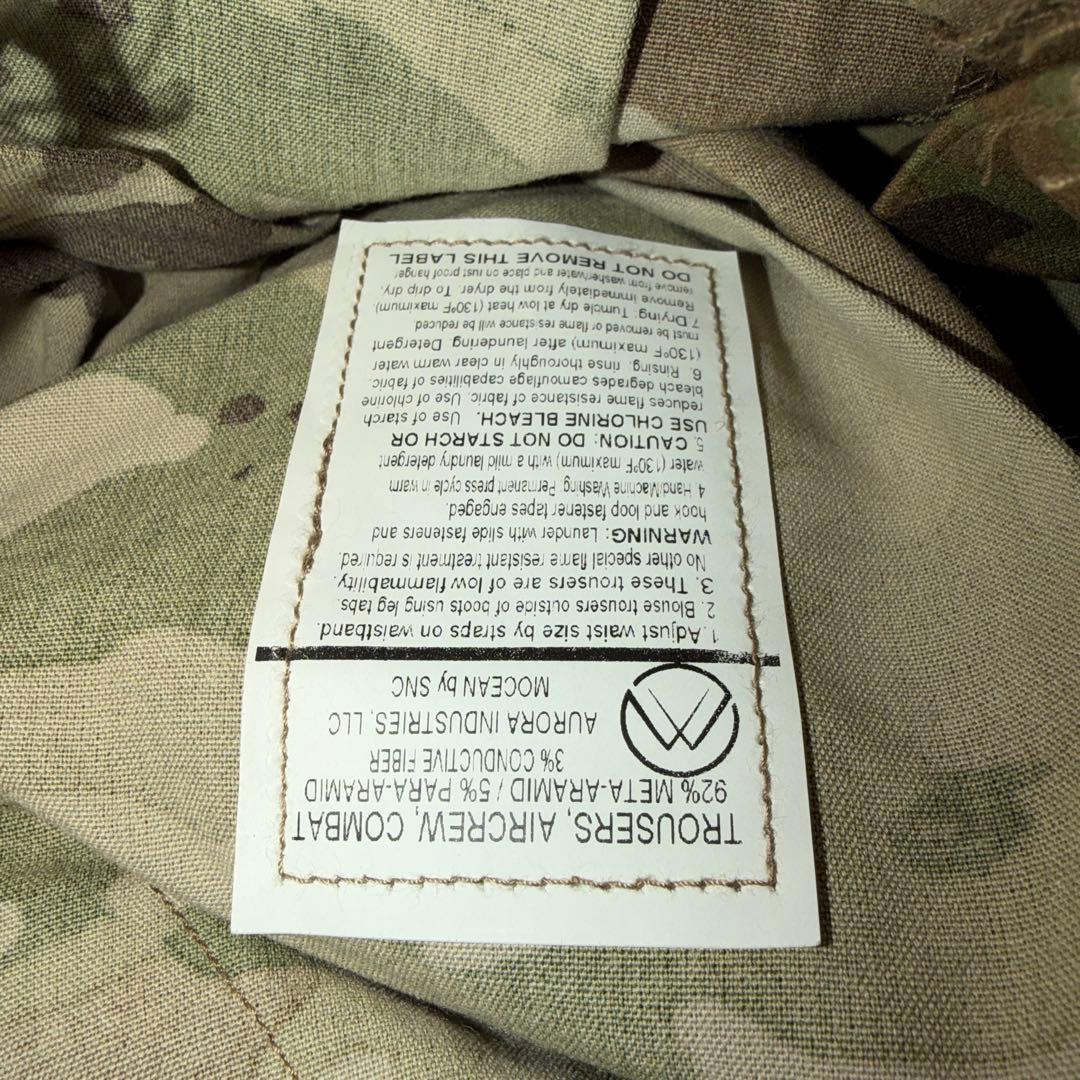 TROUSERS, AIRCREW, COMBAT
92% META-ARAMID / 5% PARA-ARAMID
3% CONDUCTIVE FIBER
AURORA INDUSTRIES, LLC
MOCEAN by SNC
1. Adjust waist size by straps on waistband.
2. Blouse trousers outside of boots using leg tabs.
3. These trousers are of low flammability.
No other special flame resistant treatment is required.
WARNING: Launder with slide fasteners and
hook and loop fastener tapes engaged.
4 Hand/Machine Washing Permanent press cycle in warm
water (130°F maximum) with a mild laundry detergent
5. CAUTION: DO NOT STARCH OR
USE CHLORINE BLEACH. Use of starch
reduces flame resistance of fabric. Use of chlorine
bleach degrades camouflage capabilities of fabric.
6. Rinsing. rinse thoroughly in clear warm water
(130°F maximum) after laundering. Detergent
must be removed or flame resistance will be reduced
7. Drying: Tumble dry at low heat (130°F maximum).
Remove immediately from the dryer. To drip dry.
remove from washer/water and place on rust proof hanger
DO NOT REMOVE THIS LABEL